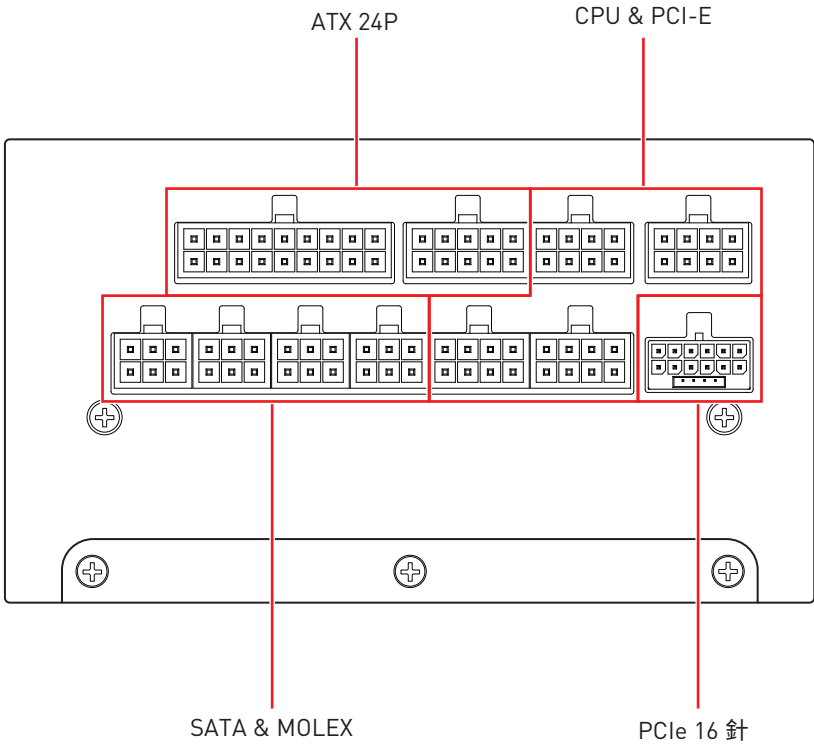 ATX 24P
CPU & PCI-E
SATA & MOLEX
PCIe 16 針